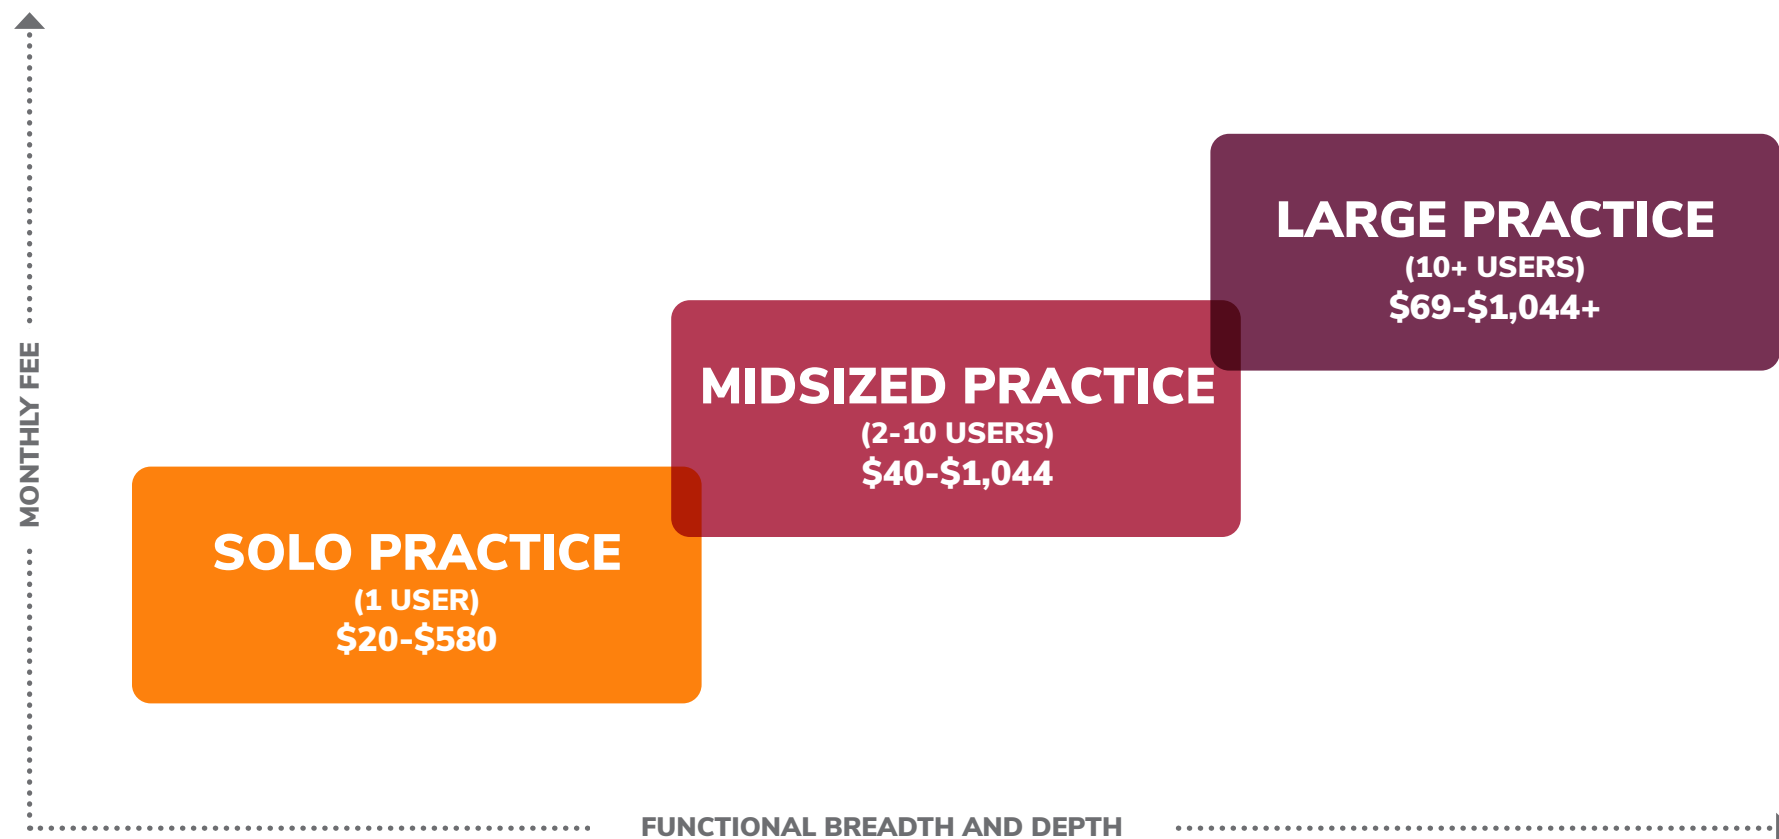 LARGE PRACTICE
(10+ USERS)
$69-$1,044+
MIDSIZED PRACTICE
(2-10 USERS)
$40-$1,044
SOLO PRACTICE
(1 USER)
$20-$580
MONTHLY FEE
FUNCTIONAL BREADTH AND DEPTH